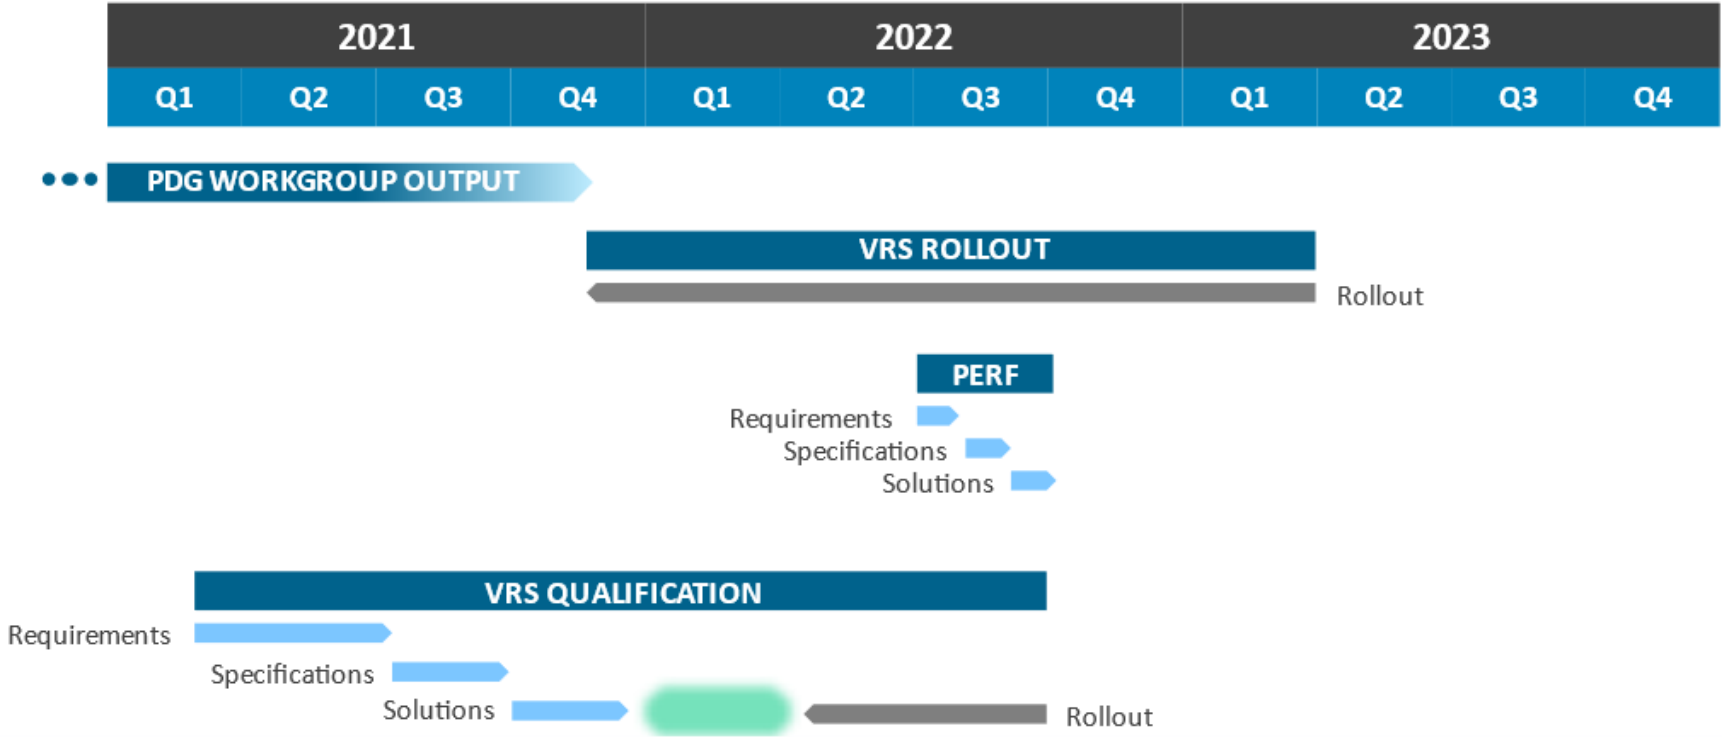 2021 2022 2023
Q1 Q2 Q3 Q4 Q1 Q2 Q3 Q4 Q1 Q2 Q3 Q4
PDG WORKGROUP OUTPUT
VRS ROLLOUT
Rollout
PERF
Requirements
Specifications
Solutions
VRS QUALIFICATION
Requirements
Specifications
Solutions
Rollout